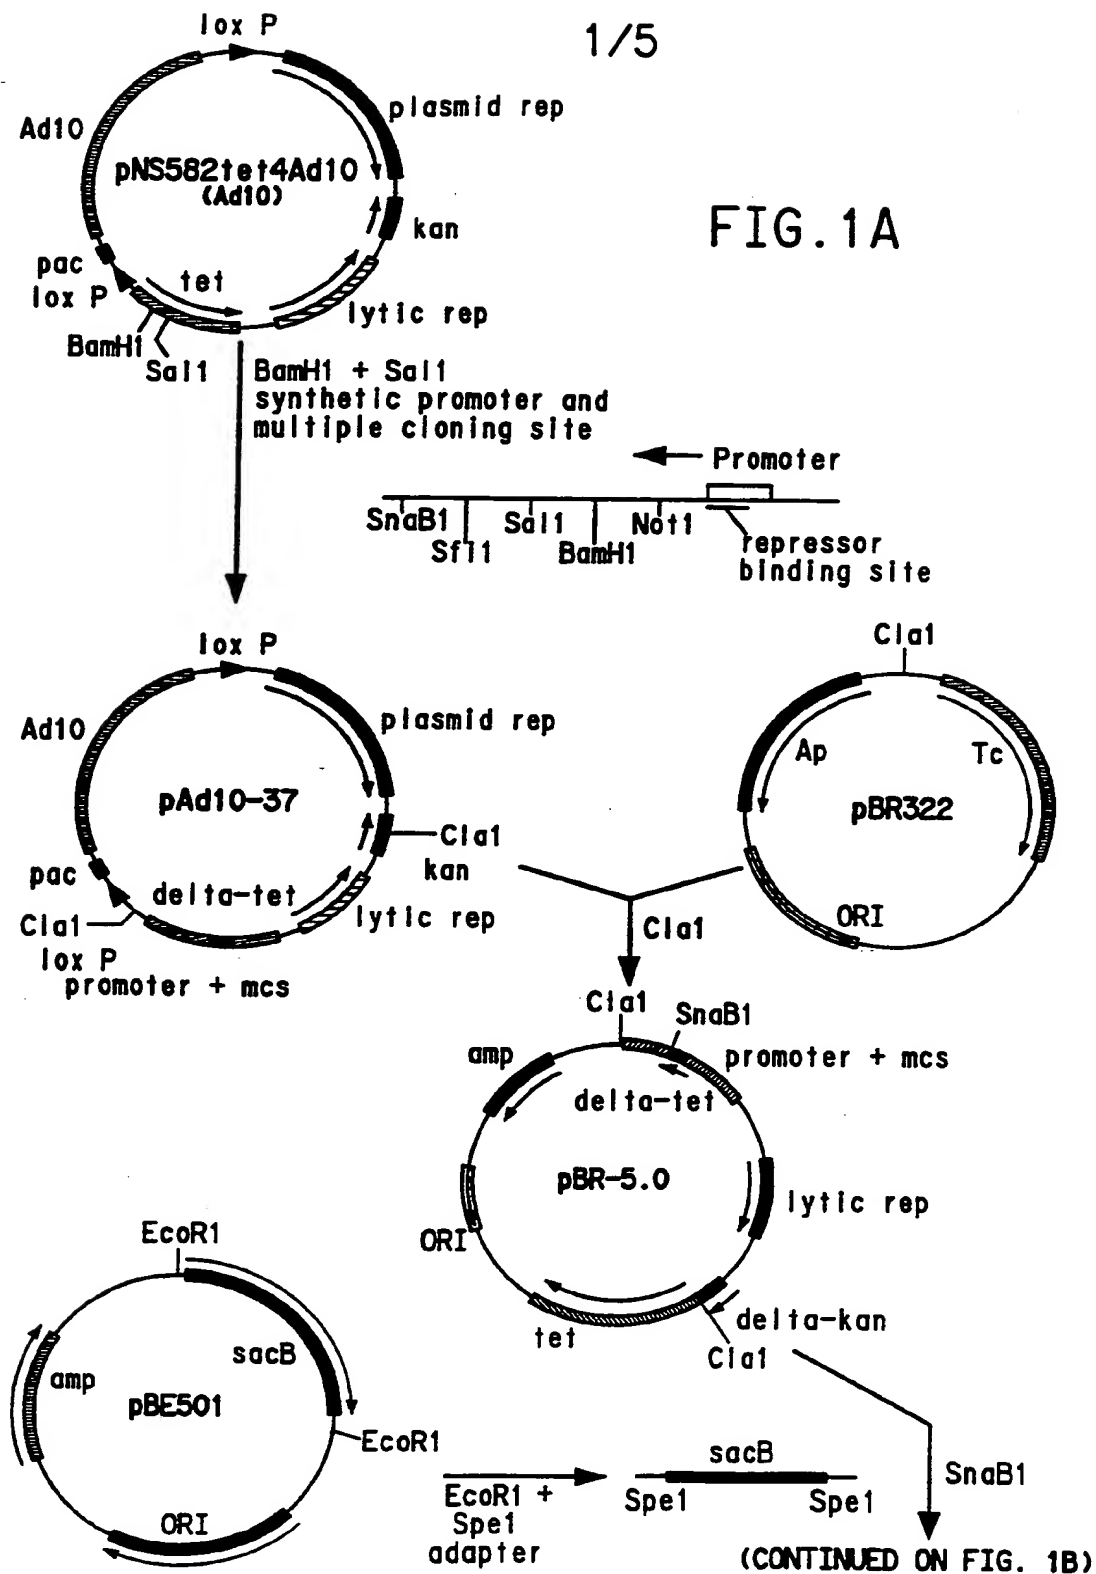 1/5
FIG.1A
lox P
plasmid rep
Ad10
pNS582tet4Ad10
(Ad10)
kan
pac
lox P
tet
lytic rep
BamH1
Sal1
BamH1 + Sal1
synthetic promoter and
multiple cloning site
Promoter
SnaB1
Sfi1
Sal1
BamH1
Not1
repressor
binding site
lox P
Ad10
plasmid rep
pAd10-37
Cla1
kan
pac
delta-tet
Cla1
lox P
lytic rep
promoter + mcs
Cla1
Ap
Tc
pBR322
ORI
Cla1
Cla1
SnaB1
amp
promoter + mcs
delta-tet
pBR-5.0
lytic rep
ORI
tet
delta-kan
Cla1
EcoR1
sacB
amp
pBE501
EcoR1
ORI
EcoR1 +
Spe1
adapter
sacB
Spe1
Spe1
SnaB1
(CONTINUED ON FIG. 1B)